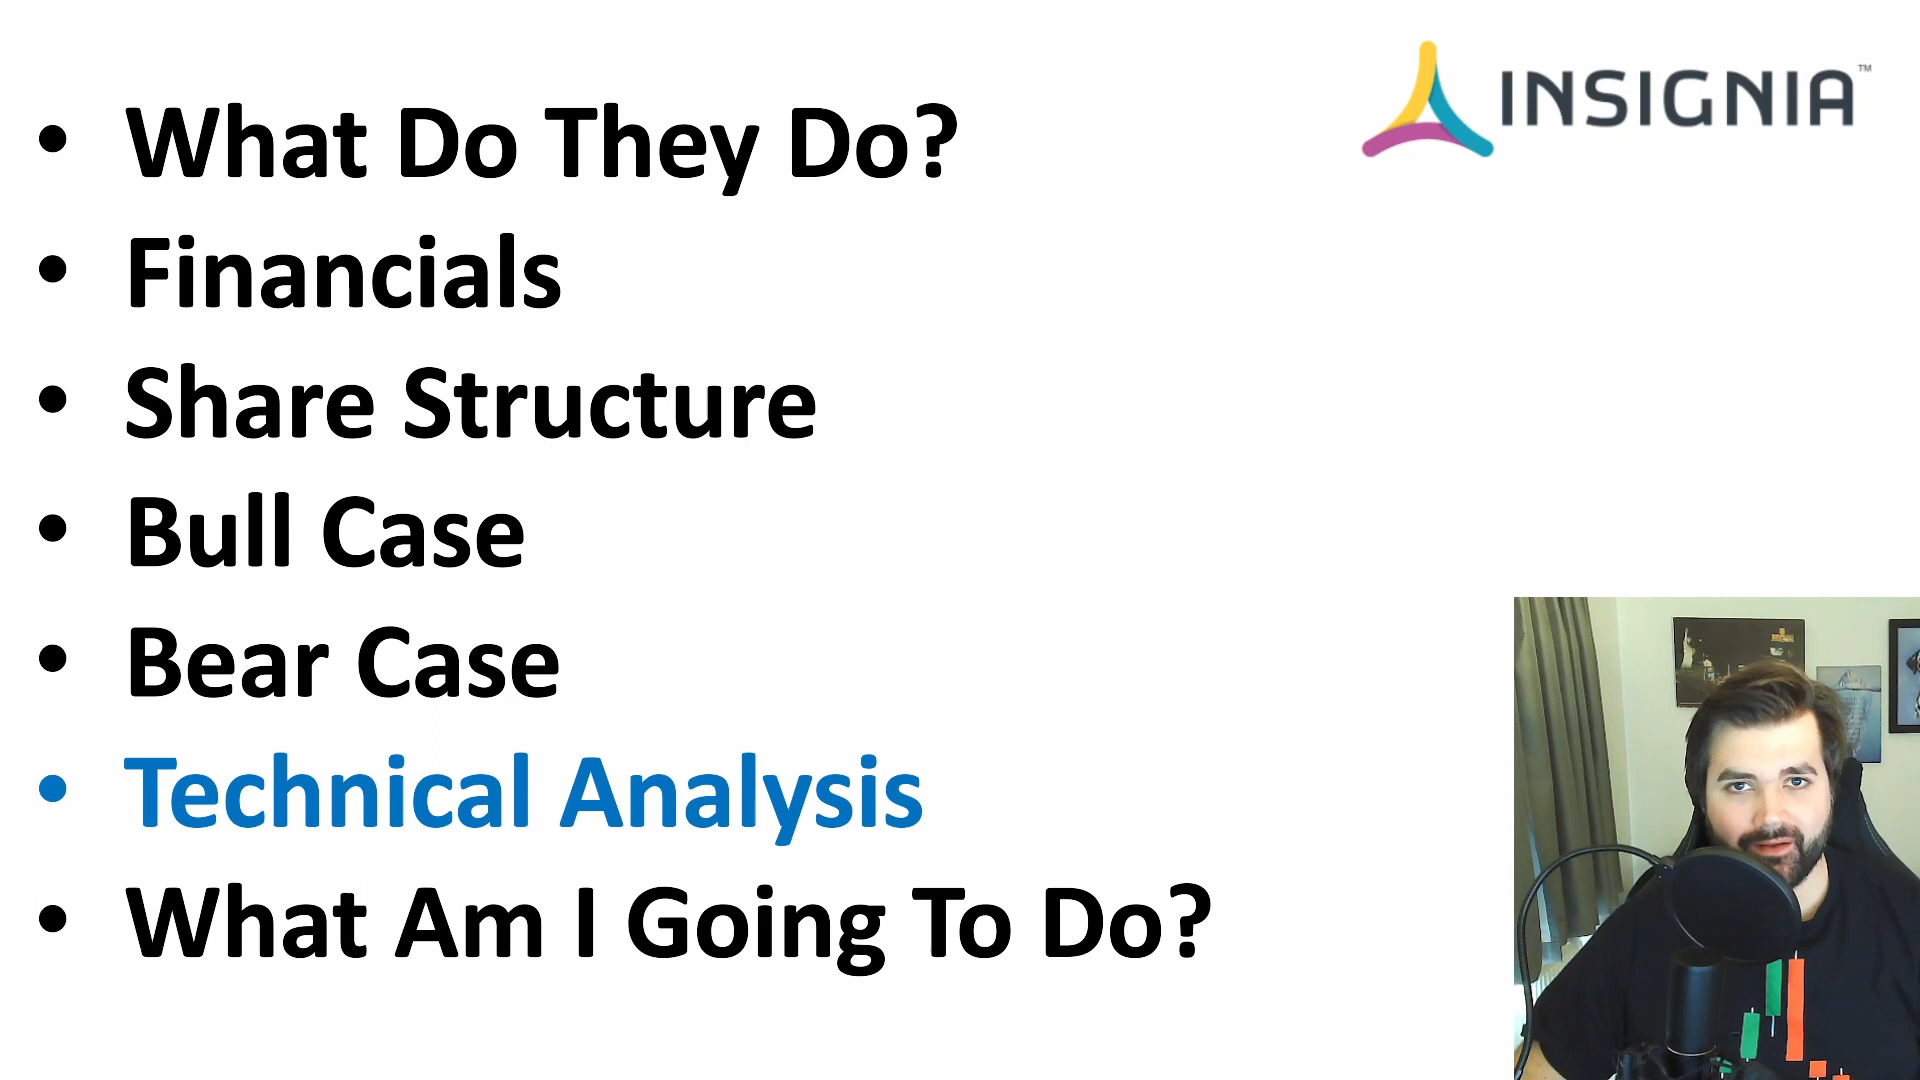 INSIGNIA™
• What Do They Do?
• Financials
• Share Structure
• Bull Case
• Bear Case
• Technical Analysis
• What Am I Going To Do?